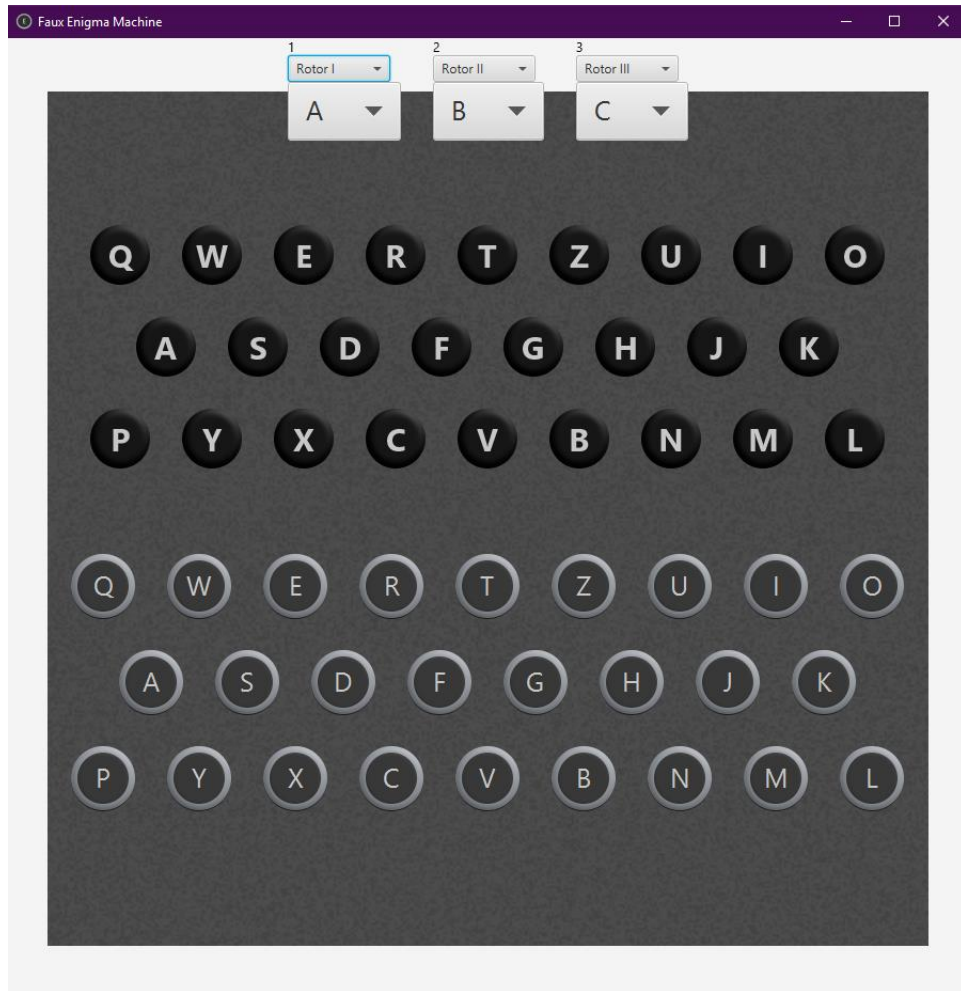 Faux Enigma Machine
1 2 3
Rotor I Rotor II Rotor III
A B C
Q W E R T Z U I O
A S D F G H J K
P Y X C V B N M L
Q W E R T Z U I O
A S D F G H J K
P Y X C V B N M L